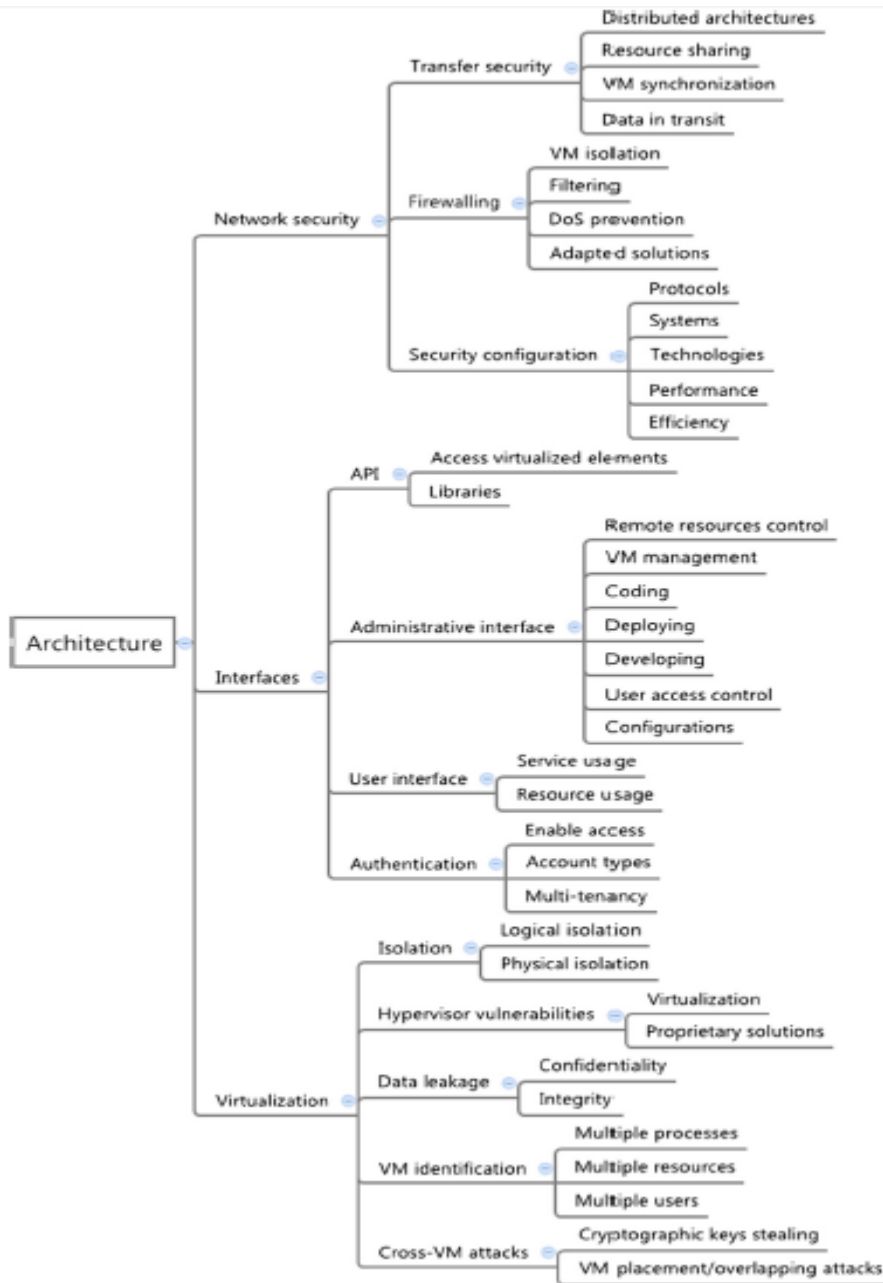 Distributed architectures
Resource sharing
Transfer security
VM synchronization
Data in transit
VM isollation
Filtering
Firewalling
DoS prevention
Network security
Adapted solutions
Protocols
Systems
Security configuration
Technologies
Performance
Efficiency
Access virtualized elements
API
Libraries
Remote resources control
VM management
Coding
Administrative interface
Deploying
Architecture
Developing
Interfaces
User access control
Configurations
Service usage
User interface
Resource usage
Enable access
Authentication
Account types
Multi-tenancy
Logical isolation
Isolation
Physical isolation
Virtualization
Hypervisor vulnerabilities
Proprietary solutions
Confidentiality
Data leakage
Integrity
Virtualization
Multiple processes
VM identification
Multiple resources
Multiple users
Cryptographic keys stealing
Cross-VM attacks
VM placement/overlapping attacks